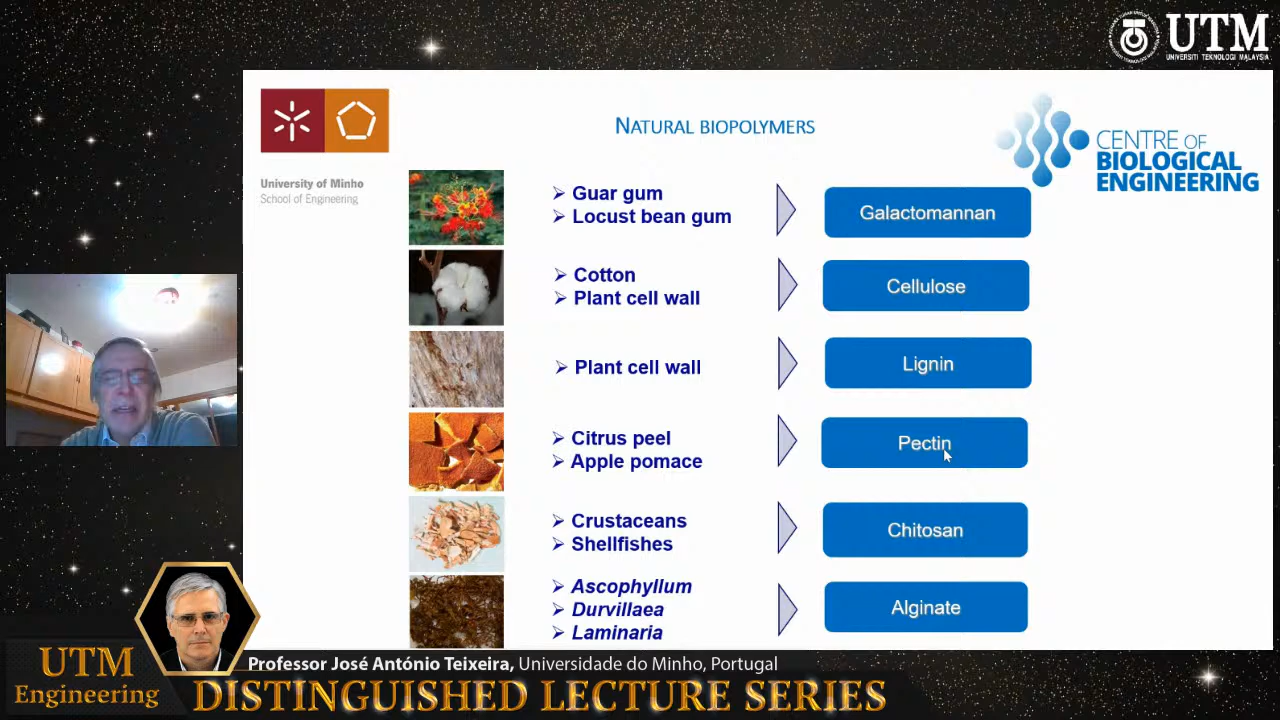 UTM
UNIVERSITI TEKNOLOGI MALAYSIA
NATURAL BIOPOLYMERS
CENTRE OF
BIOLOGICAL
ENGINEERING
University of Minho
School of Engineering
➢ Guar gum
➢ Locust bean gum
Galactomannan
➢ Cotton
➢ Plant cell wall
Cellulose
➢ Plant cell wall
Lignin
➢ Citrus peel
➢ Apple pomace
Pectin
➢ Crustaceans
➢ Shellfishes
Chitosan
➢ Ascophyllum
➢ Durvillaea
➢ Laminaria
Alginate
UTM
Engineering
Professor José António Teixeira, Universidade do Minho, Portugal
DISTINGUISHED LECTURE SERIES